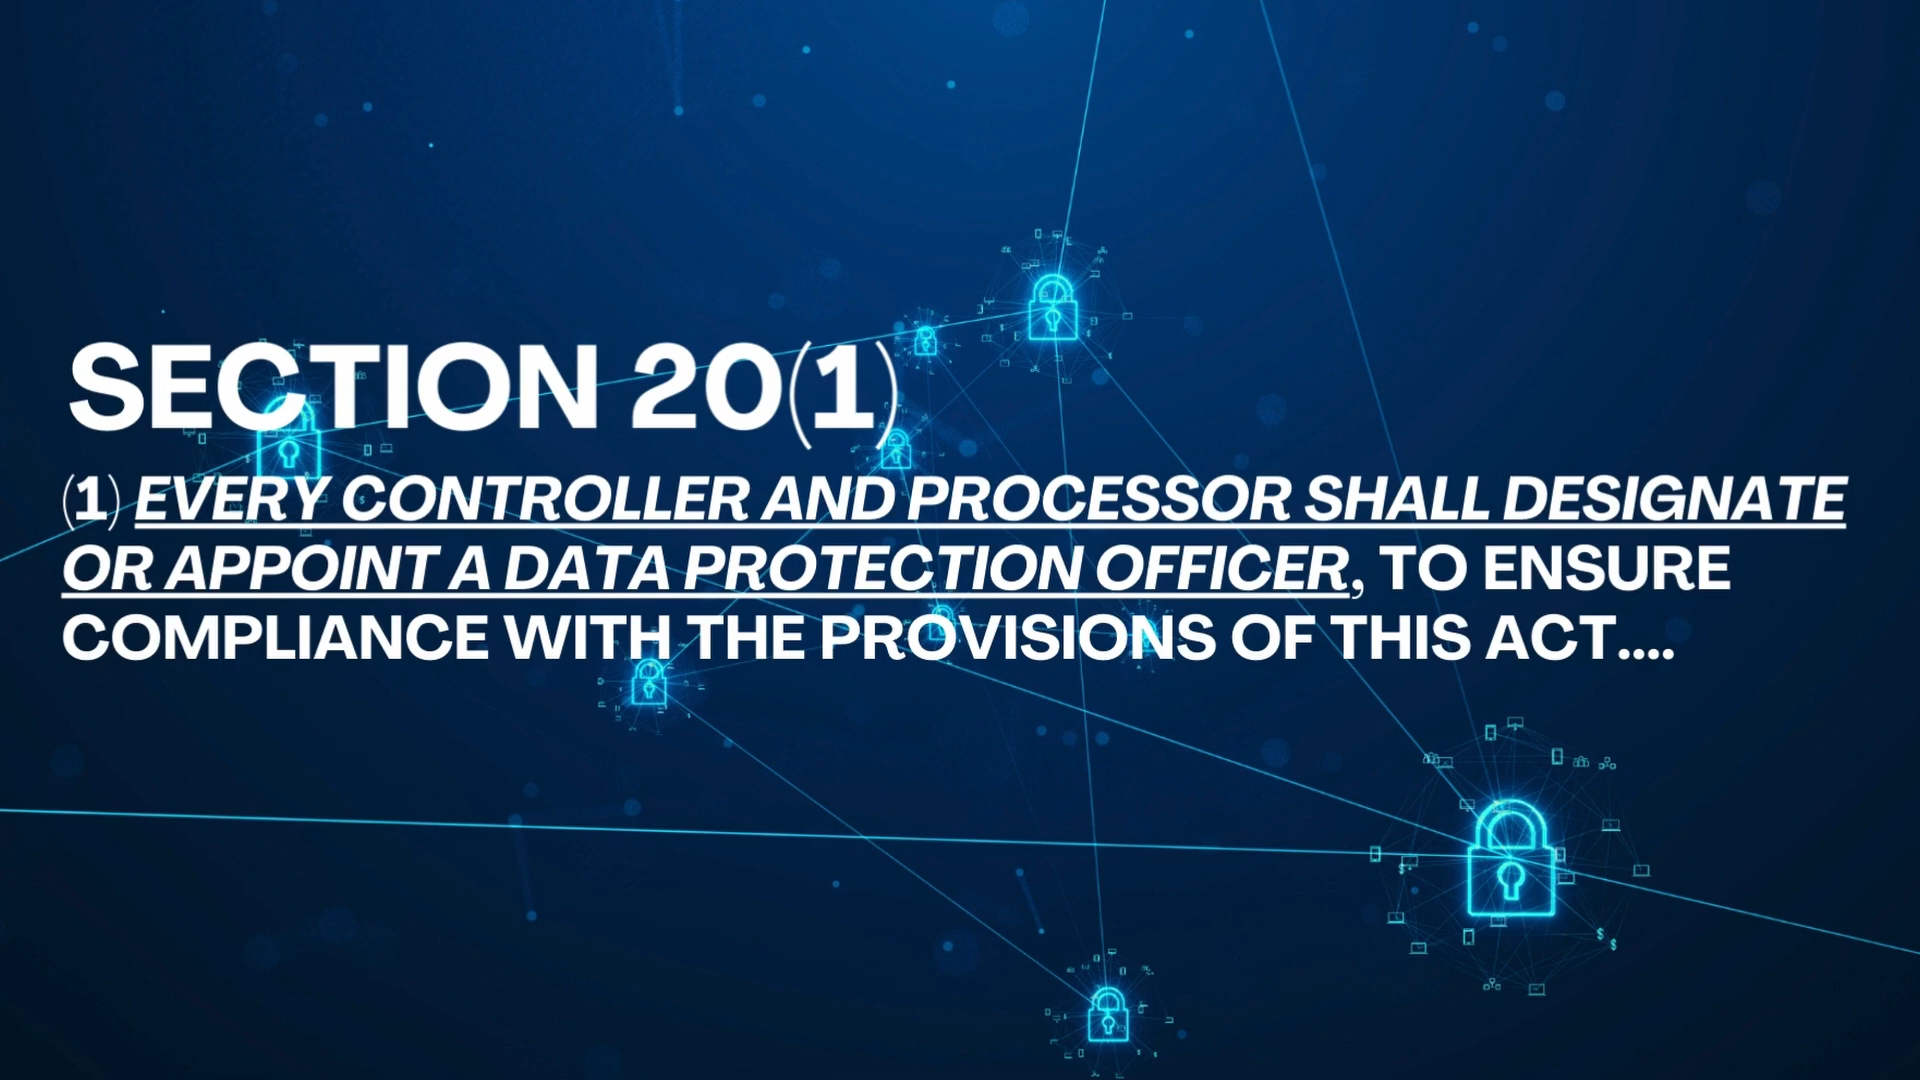 SECTION 20(1)
(1) EVERY CONTROLLER AND PROCESSOR SHALL DESIGNATE
OR APPOINT A DATA PROTECTION OFFICER, TO ENSURE
COMPLIANCE WITH THE PROVISIONS OF THIS ACT....